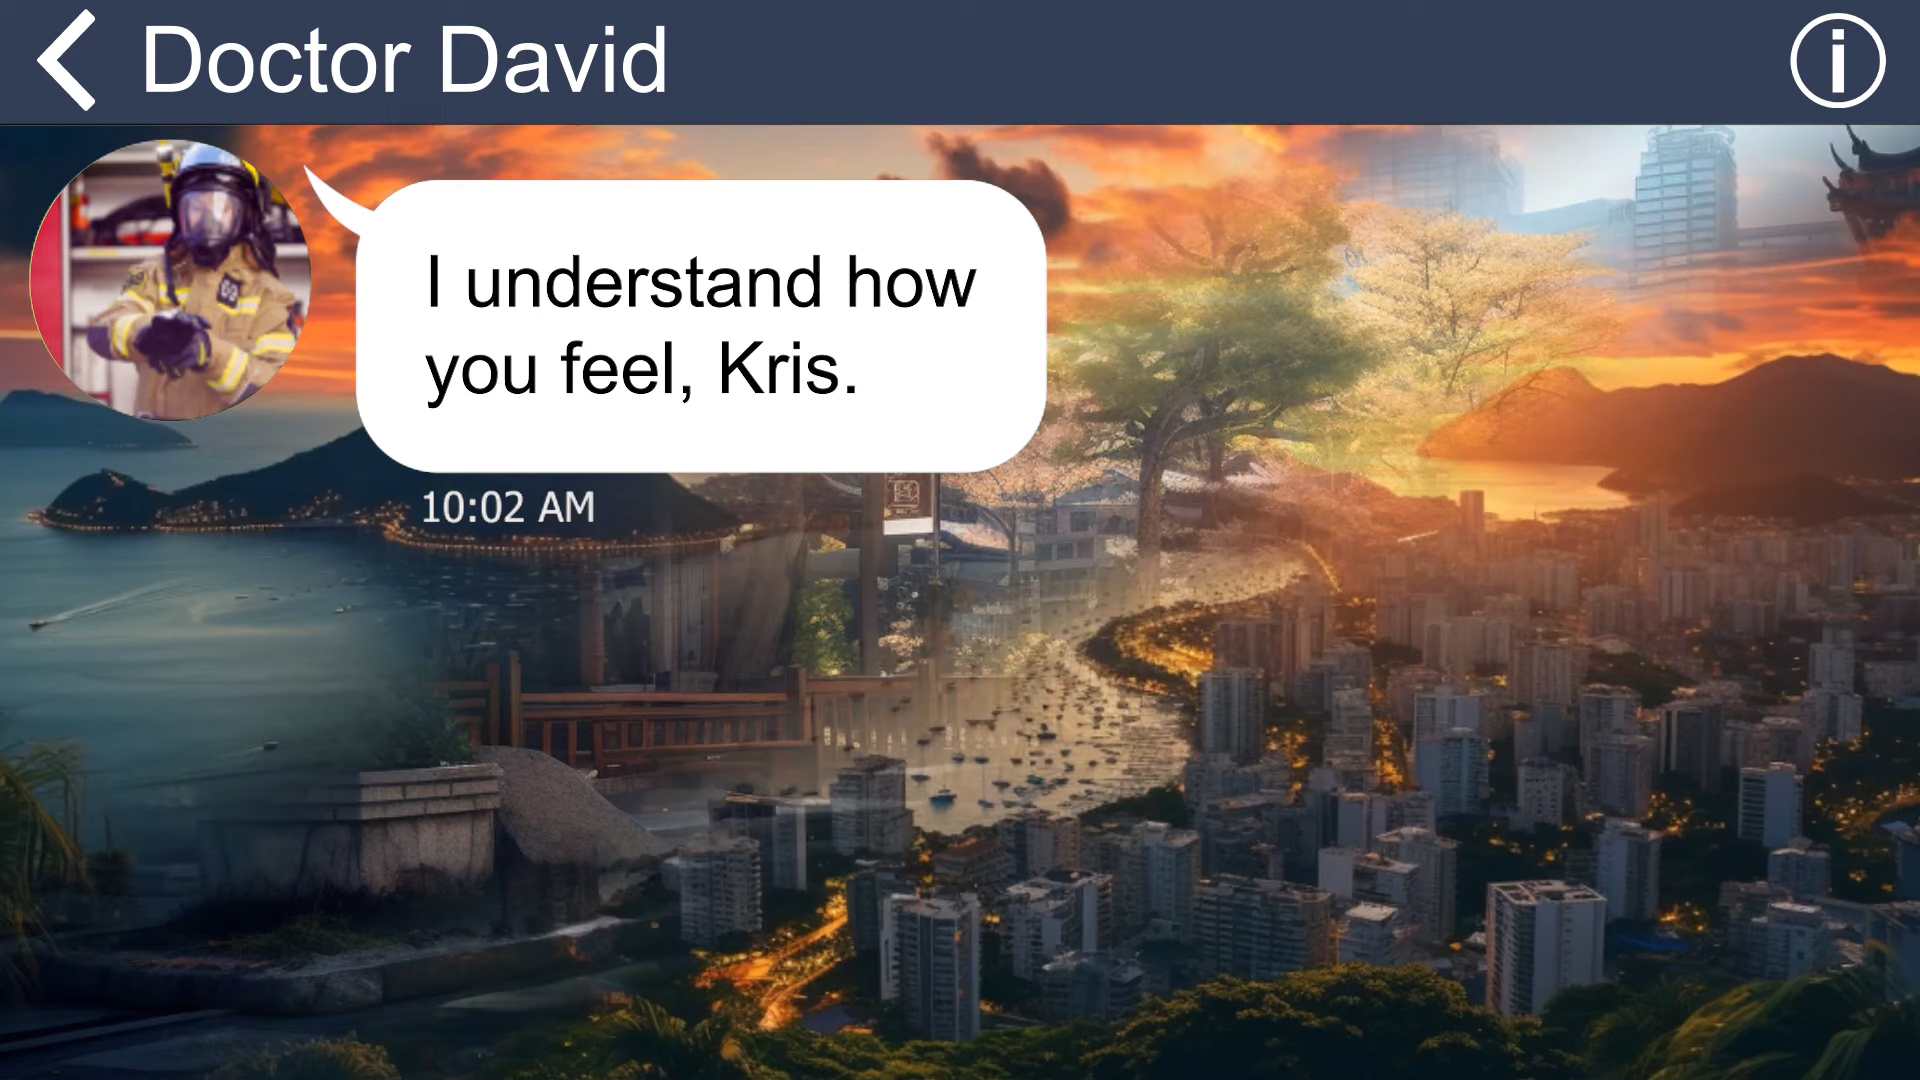 Doctor David
I understand how
you feel, Kris.
10:02 AM